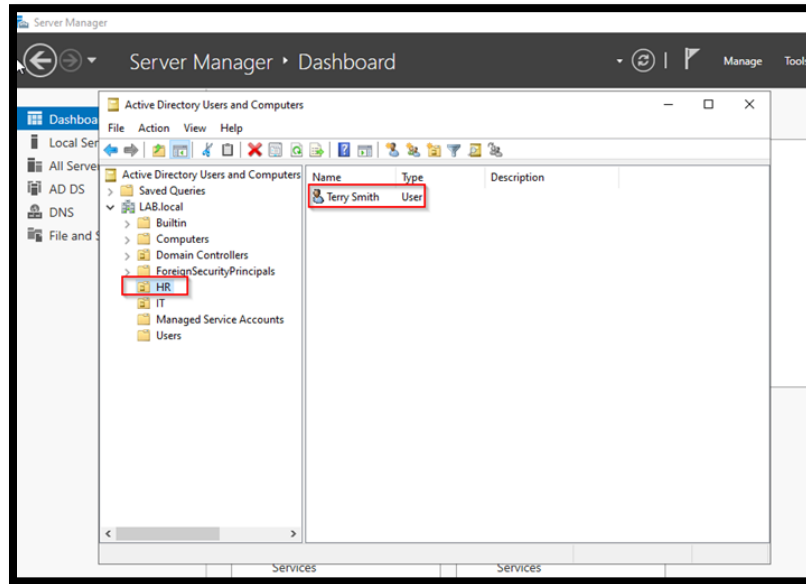 Server Manager
Server Manager • Dashboard
Manage
Tools
Dashboa
Local Ser
All Server
AD DS
DNS
File and S
Active Directory Users and Computers
File Action View Help
Active Directory Users and Computers
Saved Queries
LAB.local
Builtin
Computers
Domain Controllers
ForeignSecurityPrincipals
HR
IT
Managed Service Accounts
Users
Name Type Description
Terry Smith User
Services Services